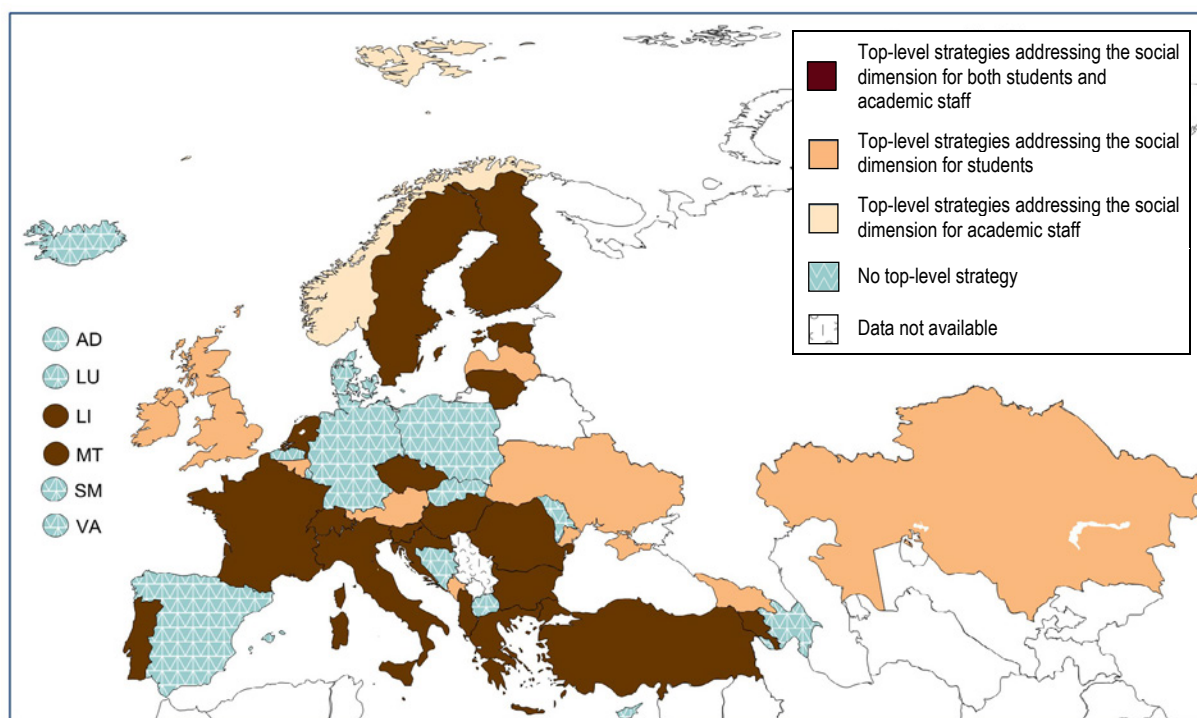 Top-level strategies addressing the social
dimension for both students and
academic staff
Top-level strategies addressing the social
dimension for students
Top-level strategies addressing the social
dimension for academic staff
No top-level strategy
Data not available
AD
LU
LI
MT
SM
VA